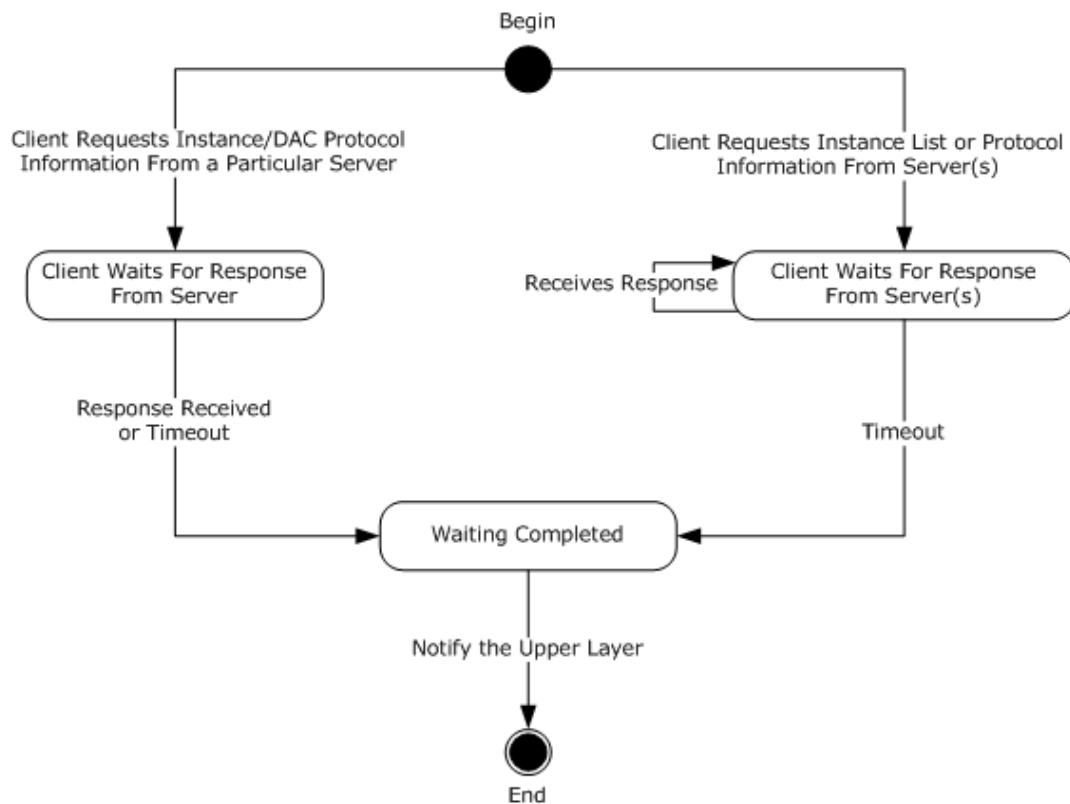 Begin
Client Requests Instance/DAC Protocol
Information From a Particular Server
Client Requests Instance List or Protocol
Information From Server(s)
Client Waits For Response
From Server
Receives Response
Client Waits For Response
From Server(s)
Response Received
or Timeout
Timeout
Waiting Completed
Notify the Upper Layer
End